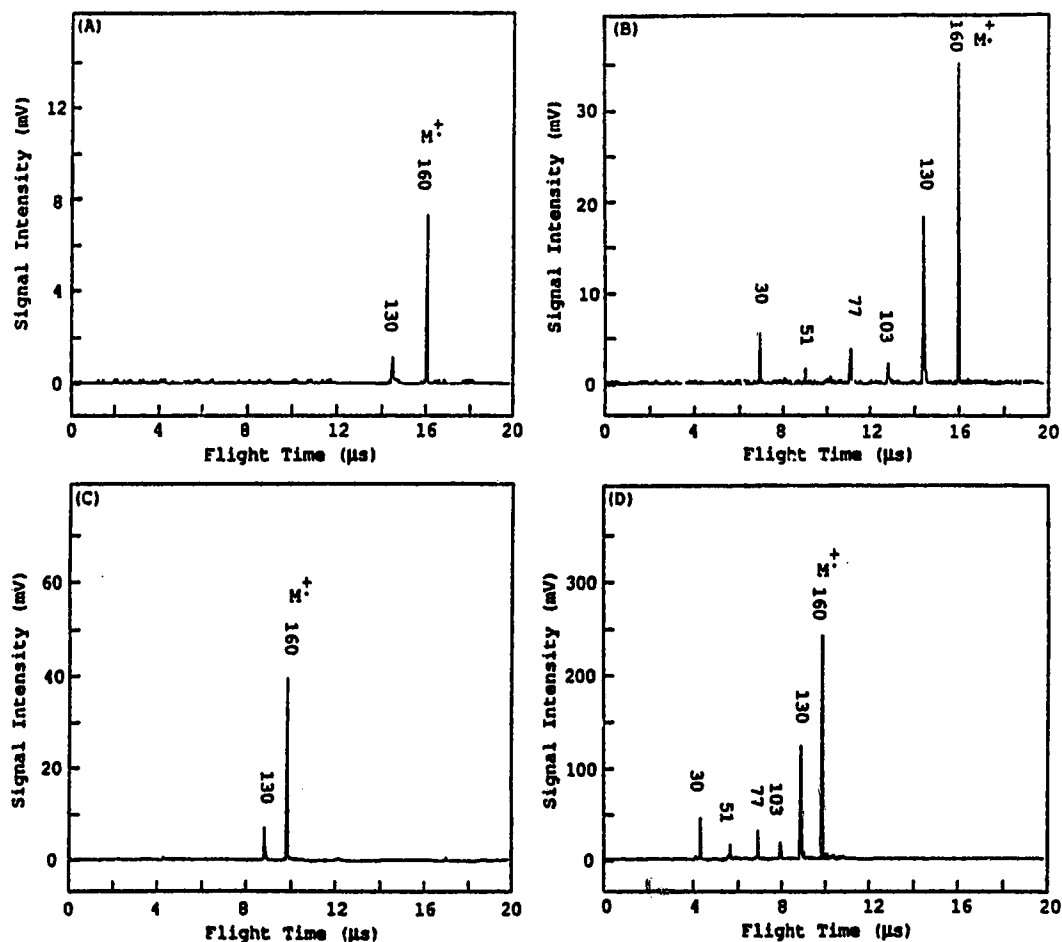 (A)
Signal Intensity (mV)
12
8
4
0
M+.
160
130
0 4 8 12 16 20
Flight Time (µs)
(B)
Signal Intensity (mV)
30
20
10
0
160 M+.
130
30
51
77
103
0 4 8 12 16 20
Flight Time (µs)
(C)
Signal Intensity (mV)
60
40
20
0
M+.
160
130
0 4 8 12 16 20
Flight Time (µs)
(D)
Signal Intensity (mV)
300
200
100
0
M+.
160
130
30
51
77
103
0 4 8 12 16 20
Flight Time (µs)